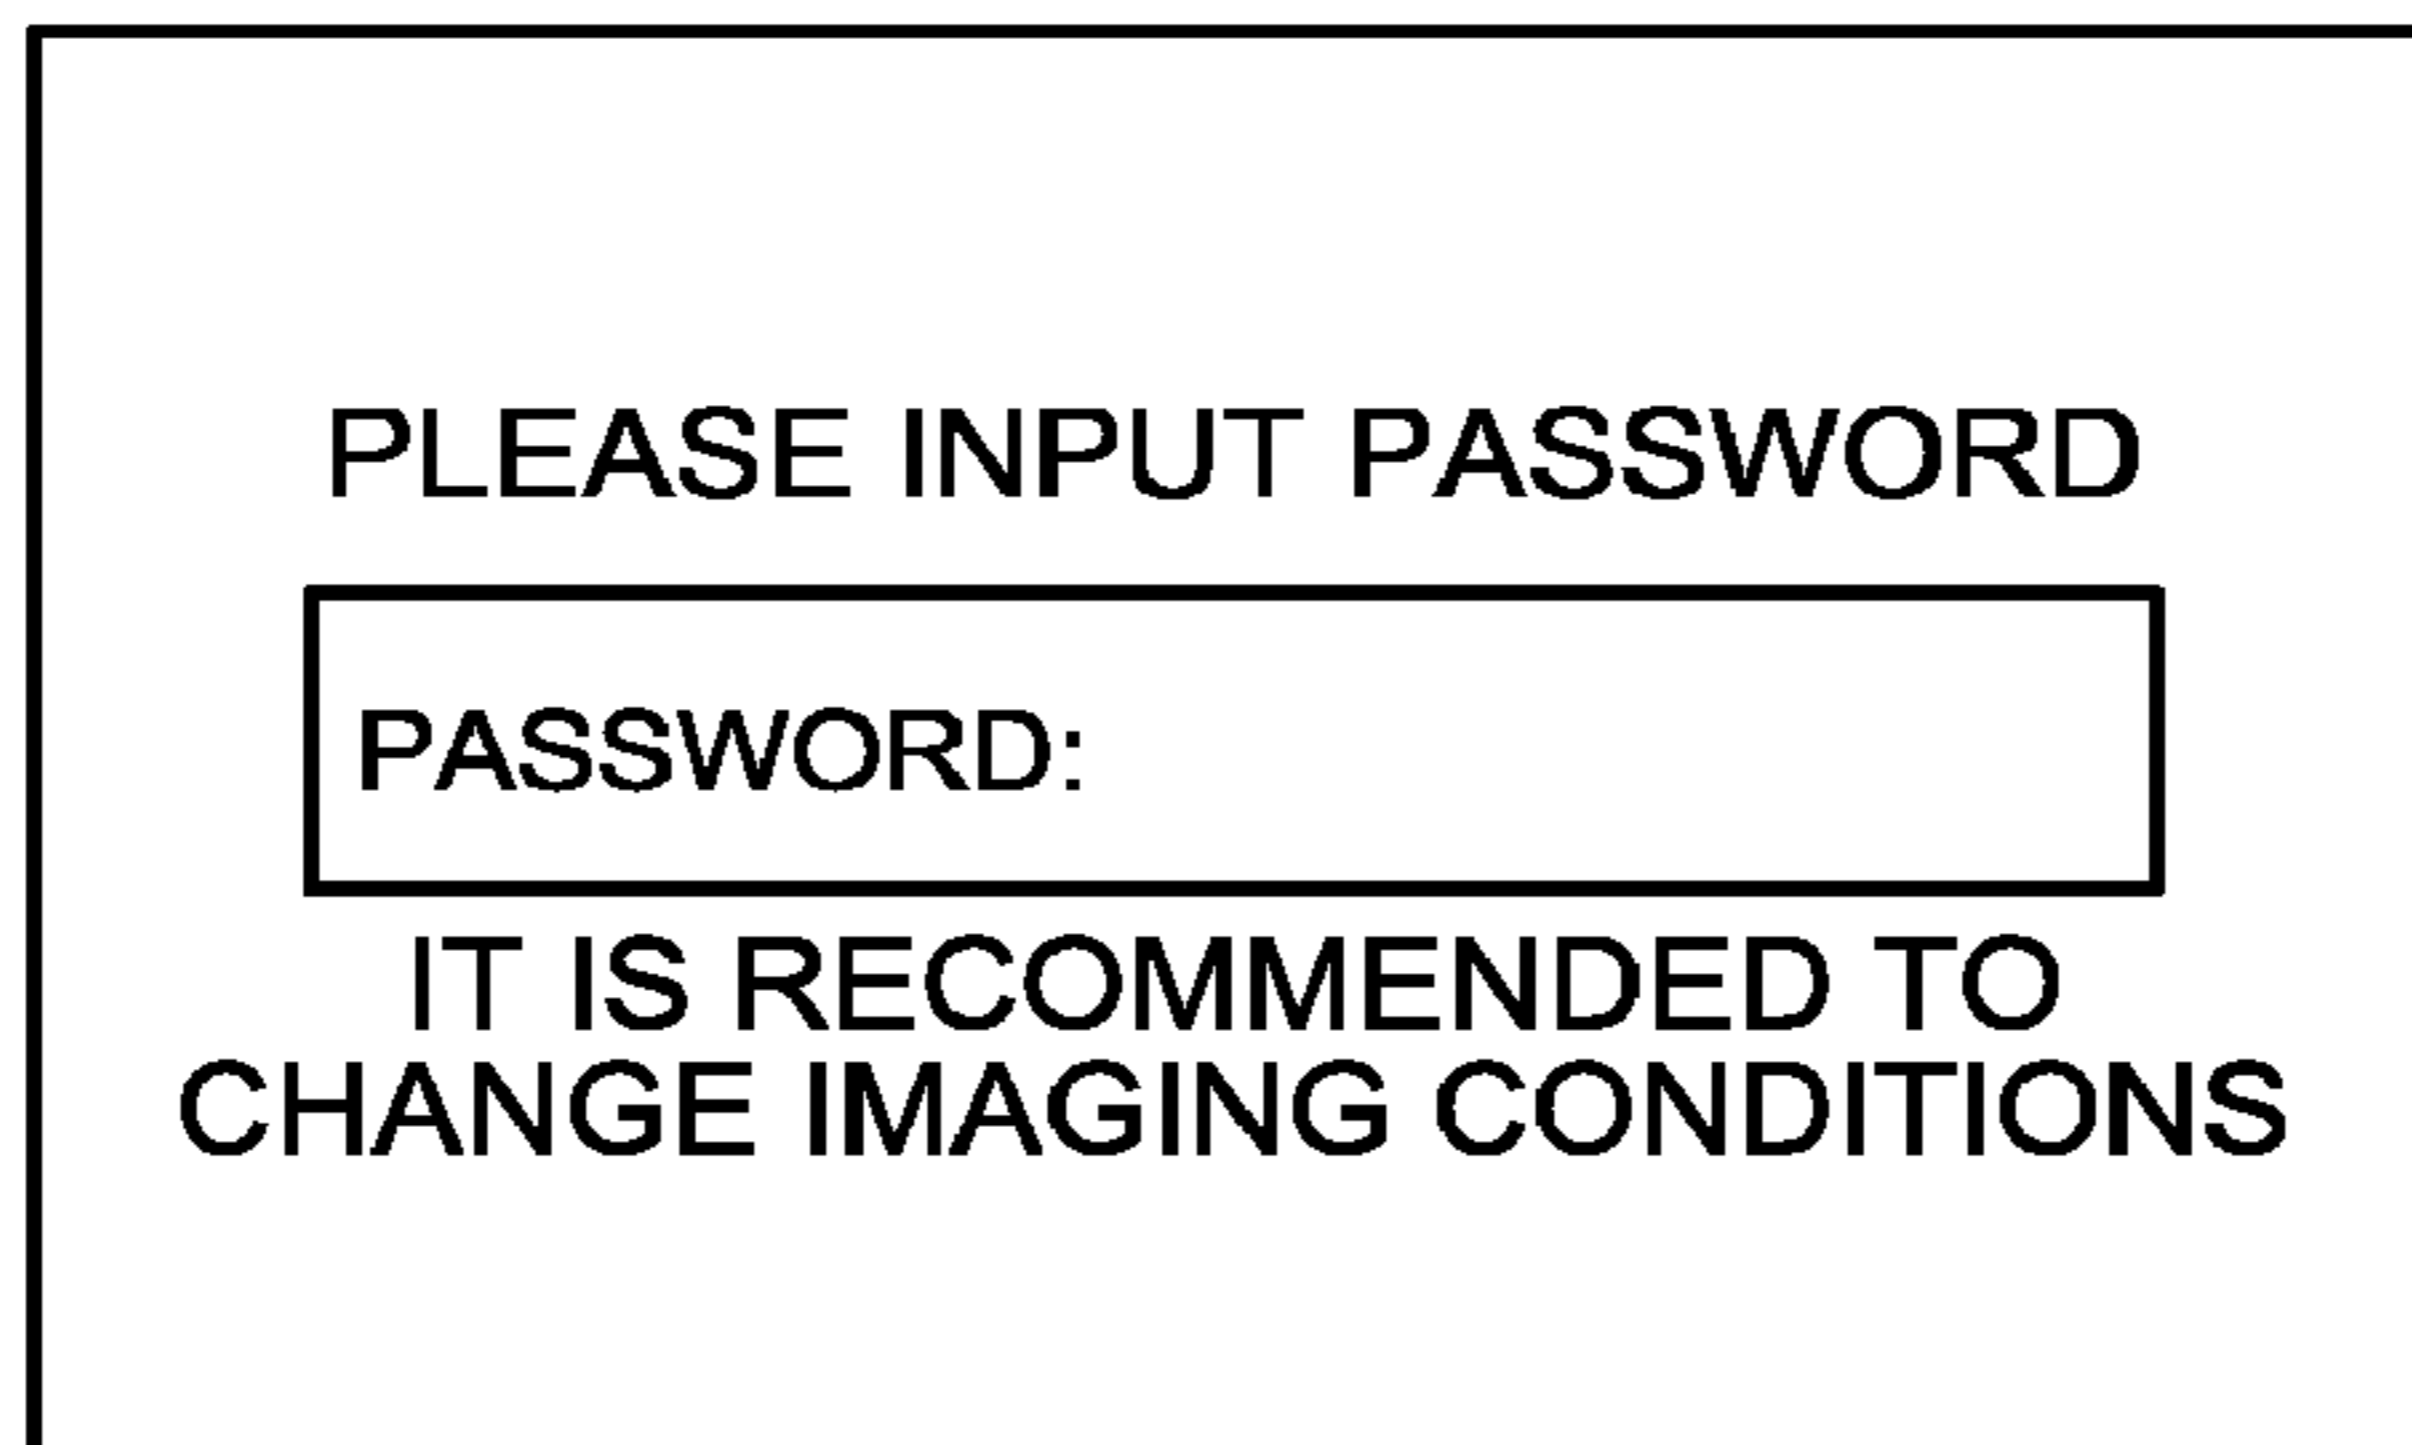 PLEASE INPUT PASSWORD
PASSWORD:
IT IS RECOMMENDED TO
CHANGE IMAGING CONDITIONS